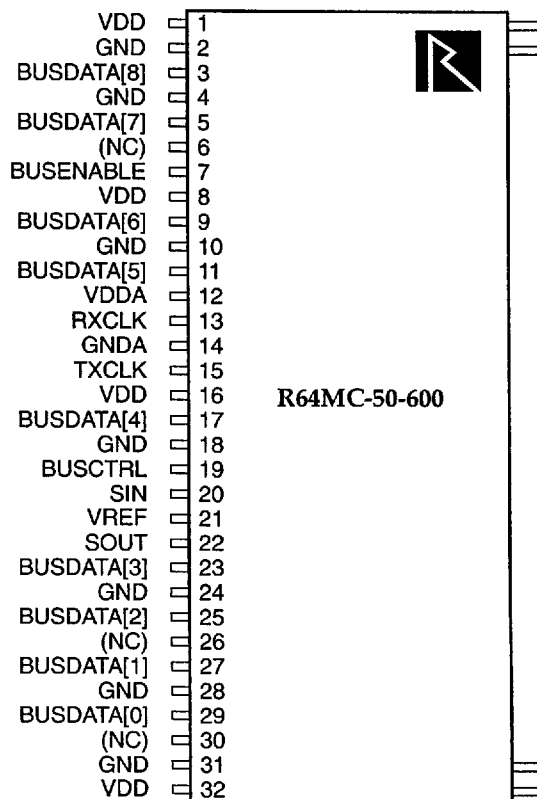 VDD 1
GND 2
BUSDATA[8] 3
GND 4
BUSDATA[7] 5
(NC) 6
BUSENABLE 7
VDD 8
BUSDATA[6] 9
GND 10
BUSDATA[5] 11
VDDA 12
RXCLK 13
GNDA 14
TXCLK 15
VDD 16
R64MC-50-600
BUSDATA[4] 17
GND 18
BUSCTRL 19
SIN 20
VREF 21
SOUT 22
BUSDATA[3] 23
GND 24
BUSDATA[2] 25
(NC) 26
BUSDATA[1] 27
GND 28
BUSDATA[0] 29
(NC) 30
GND 31
VDD 32